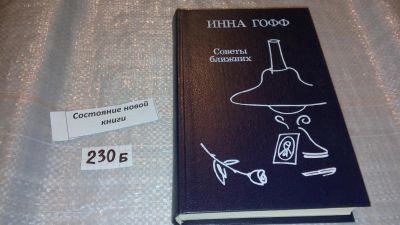 ИННА ГОФФ
Советы
ближних
Состояние новой
книги
230 Б